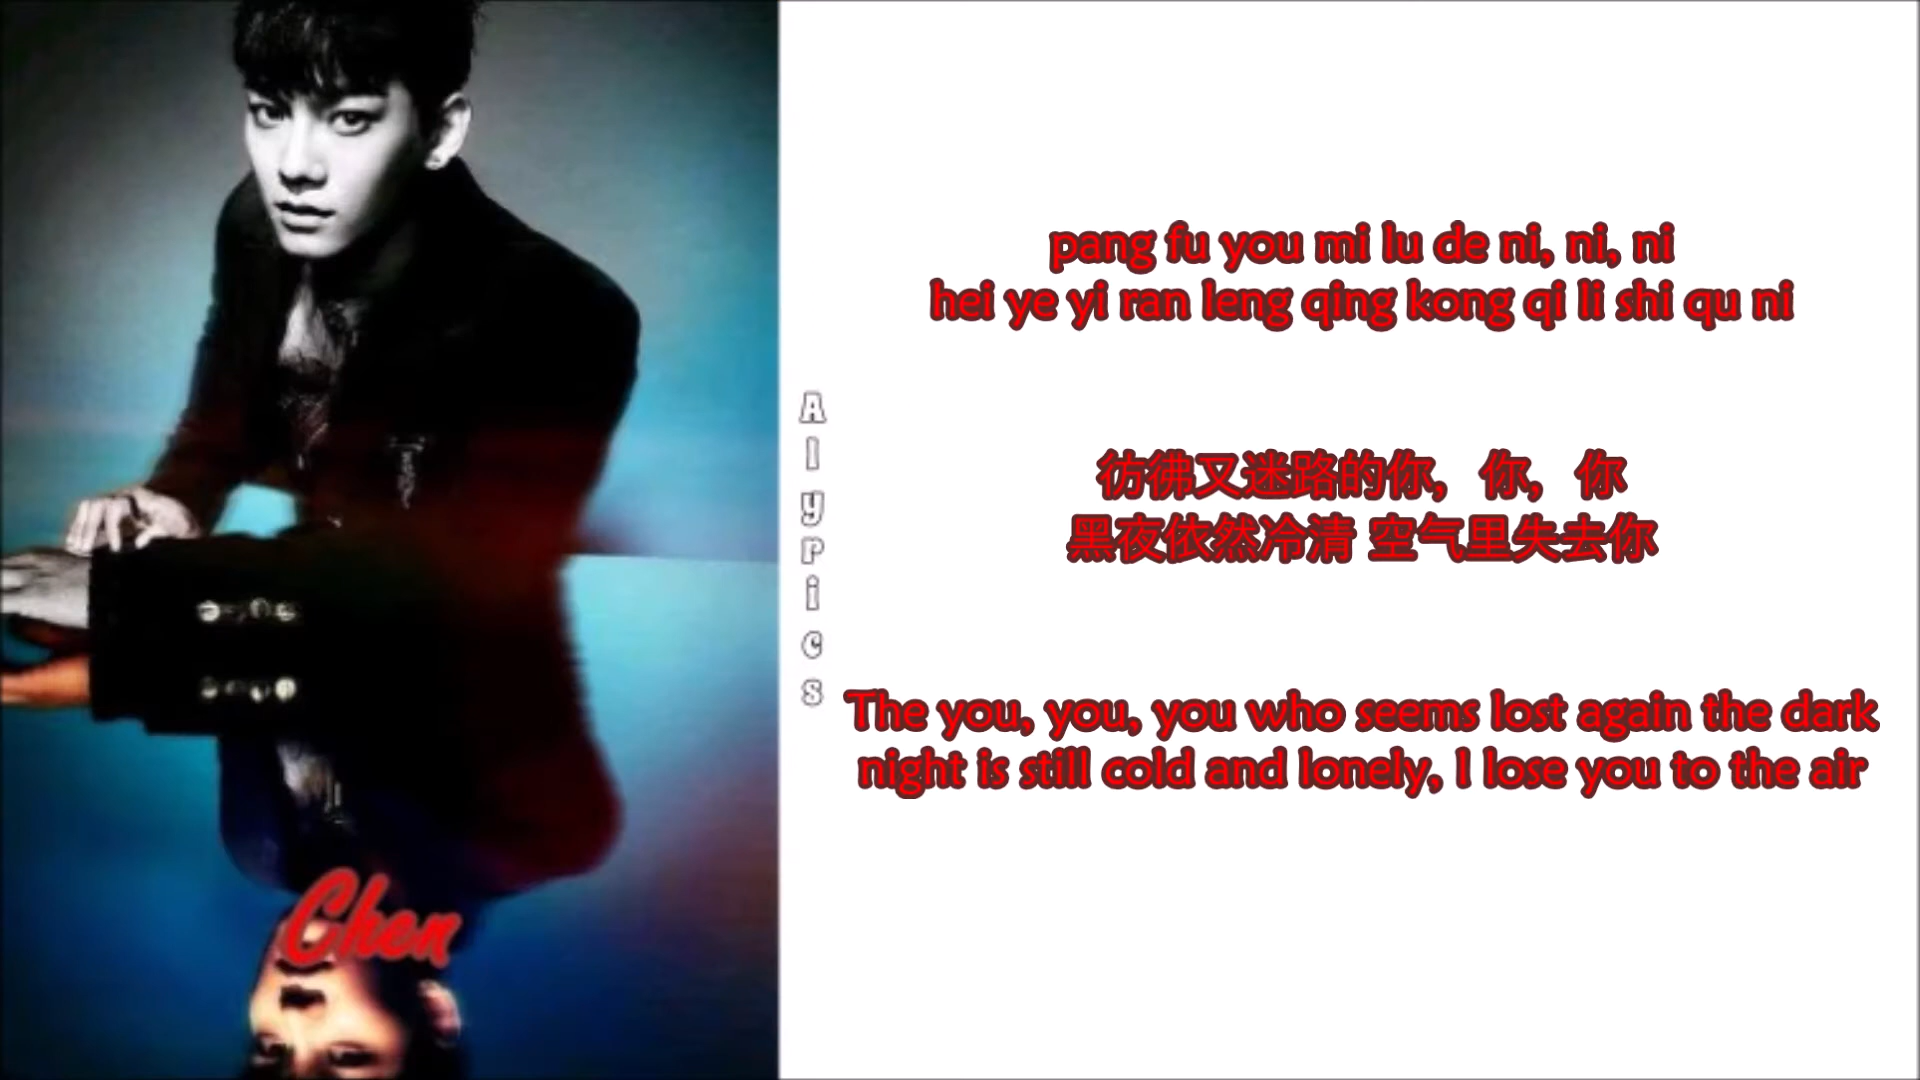 pang fu you mi lu de ni, ni, ni
hei ye yi ran leng qing kong qi li shi qu ni
彷彿又迷路的你，你，你
黑夜依然冷清 空气里失去你
The you, you, you who seems lost again the dark
night is still cold and lonely, I lose you to the air
Alypics
Chen